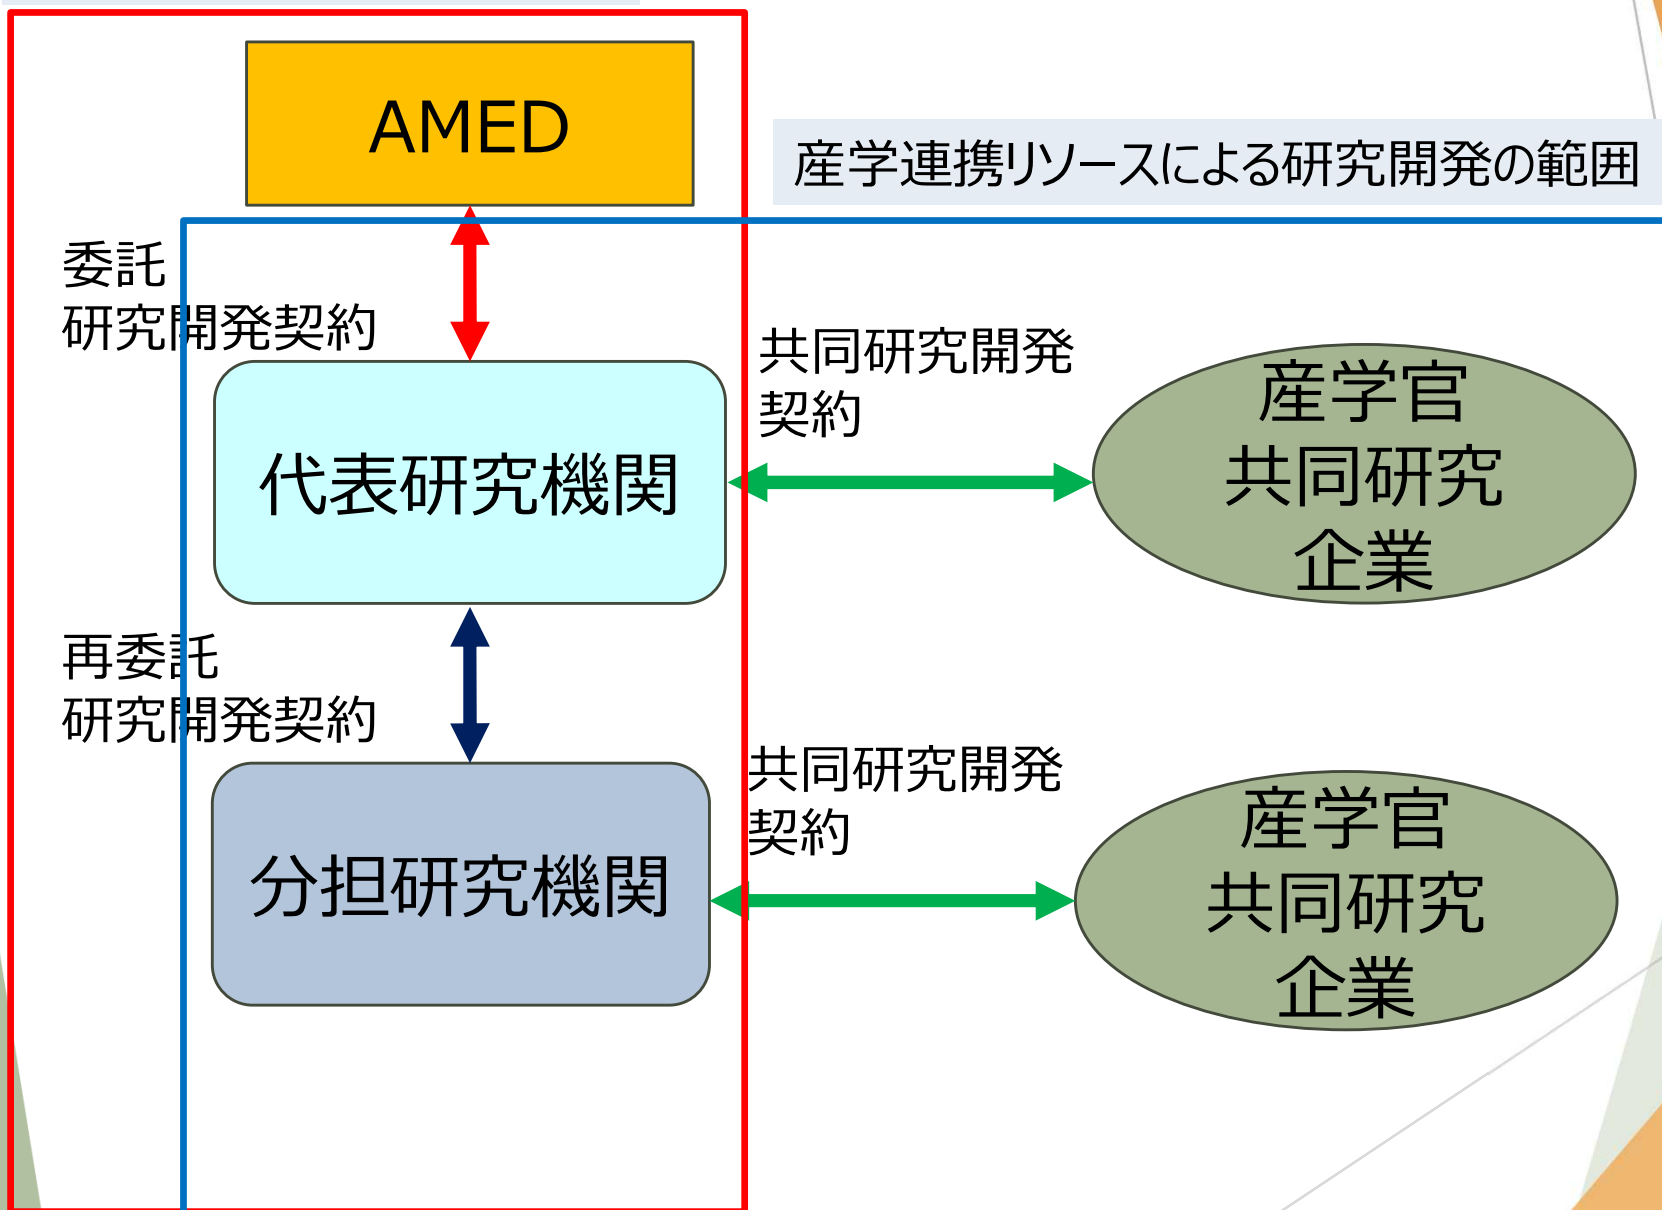 AMED
産学連携リソースによる研究開発の範囲
委託
研究開発契約
共同研究開発
契約
産学官
共同研究
企業
代表研究機関
再委託
研究開発契約
共同研究開発
契約
産学官
共同研究
企業
分担研究機関